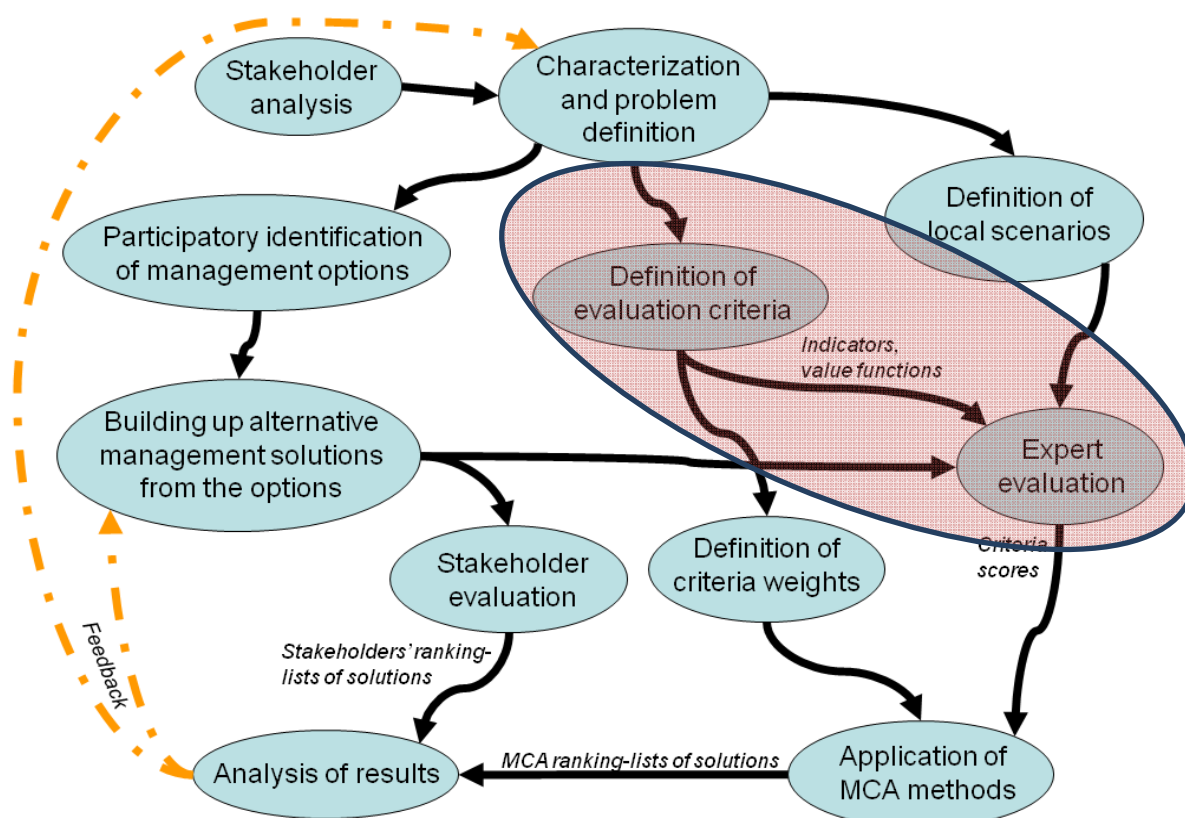 Stakeholder
analysis
Characterization
and problem
definition
Definition of
local scenarios
Participatory identification
of management options
Definition of
evaluation criteria
Indicators,
value functions
Building up alternative
management solutions
from the options
Expert
evaluation
Criteria
scores
Stakeholder
evaluation
Definition of
criteria weights
Feedback
Stakeholders' ranking-
lists of solutions
Analysis of results
MCA ranking-lists of solutions
Application of
MCA methods